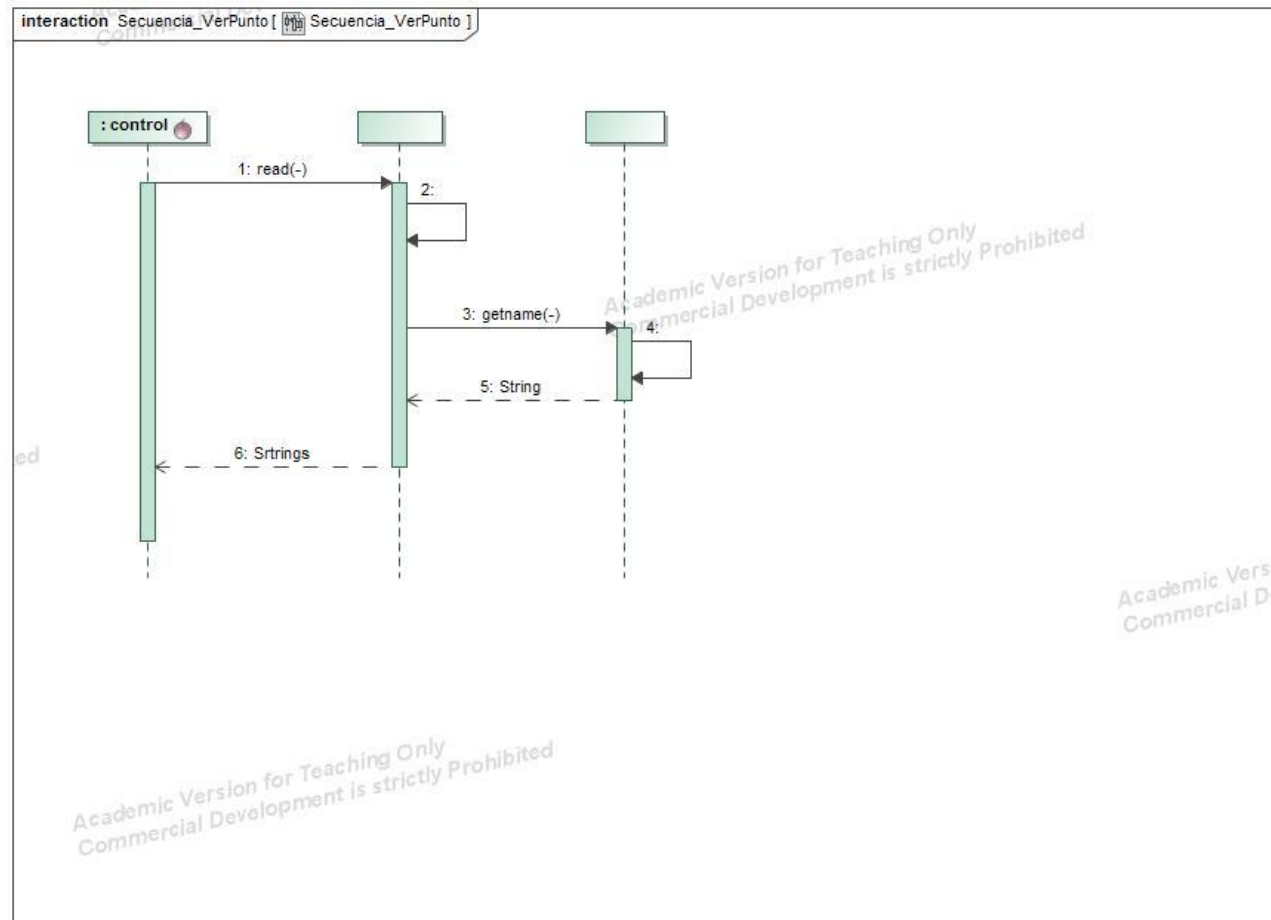 interaction Secuencia_VerPunto [ Secuencia_VerPunto ]
: control
1: read(-)
2:
3: getname(-)
4:
5: String
6: Srtrings
Academic Version for Teaching Only
Commercial Development is strictly Prohibited
ed
Academic Vers
Commercial D
Academic Version for Teaching Only
Commercial Development is strictly Prohibited